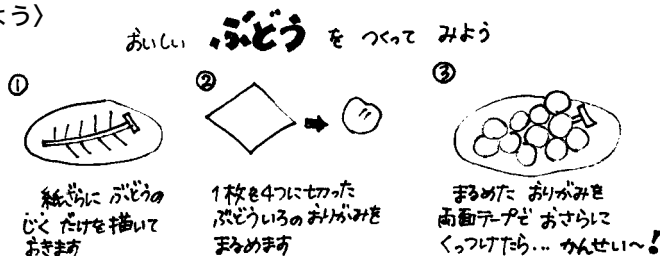 よう〉
おいしい ぶどう を つくって みよう
①
紙ざらに ぶどうの
じく だけを描いて
おきます
②
1枚を4つに切った
ぶどういろの おりがみを
まるめます
③
まるめた おりがみを
両面テープで おさらに
くっつけたら... かんせい〜！